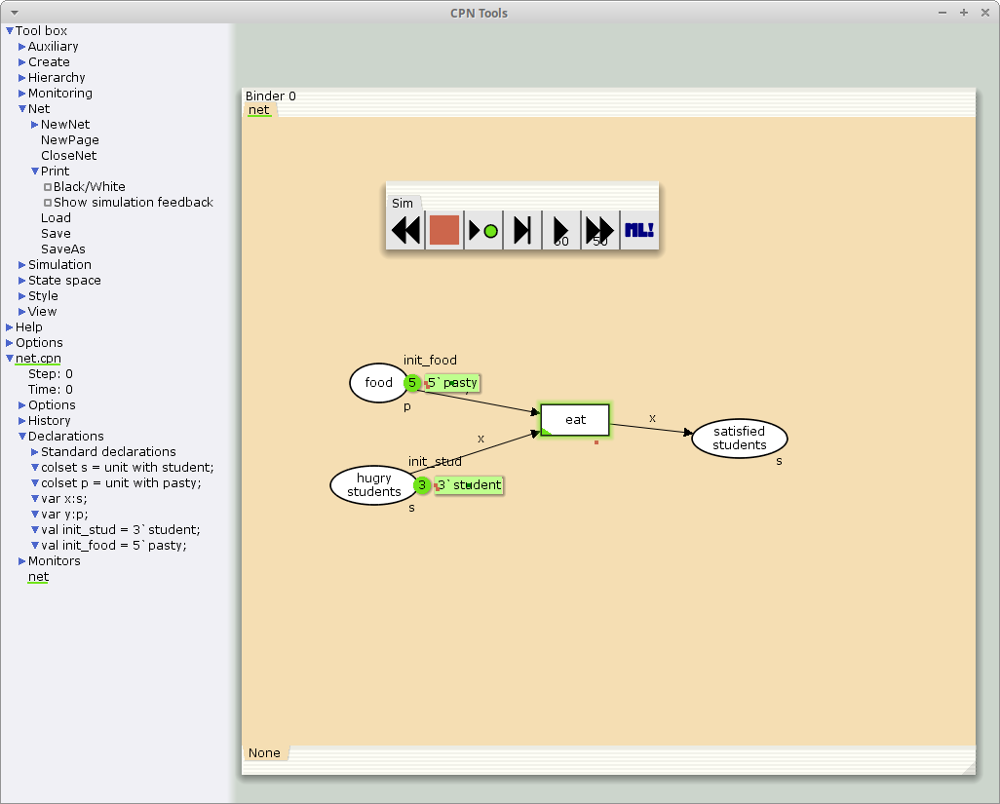 CPN Tools
Tool box
Auxiliary
Create
Hierarchy
Monitoring
Net
NewNet
NewPage
CloseNet
Print
Black/White
Show simulation feedback
Load
Save
SaveAs
Simulation
State space
Style
View
Help
Options
net.cpn
Step: 0
Time: 0
Options
History
Declarations
Standard declarations
colset s = unit with student;
colset p = unit with pasty;
var x:s;
var y:p;
val init_stud = 3`student;
val init_food = 5`pasty;
Monitors
net
Binder 0
net
Sim
50
ML!
init_food
food
5
5`pasty
p
eat
x
x
satisfied
students
s
init_stud
hugry
students
3
3`student
s
None